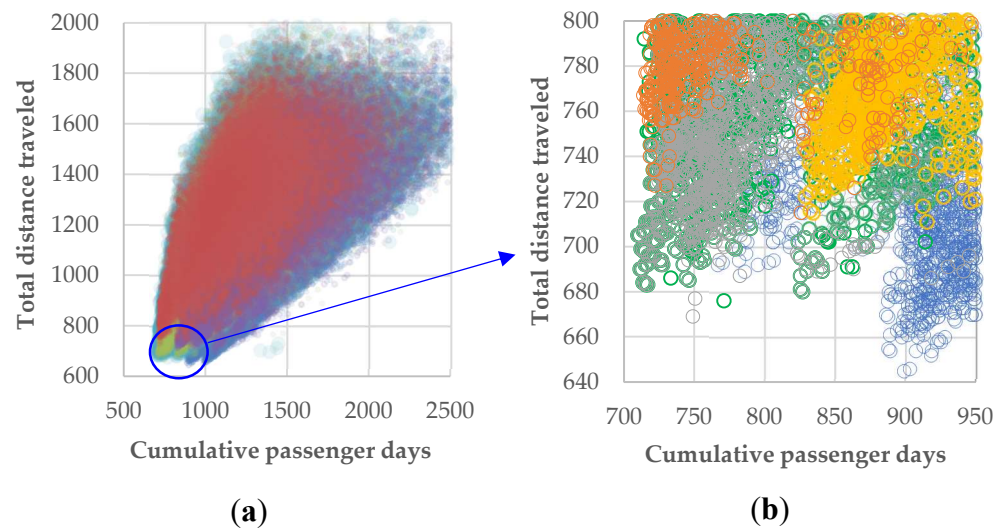 Total distance traveled
2000
1800
1600
1400
1200
1000
800
600
500 1000 1500 2000 2500
Cumulative passenger days
(a)
Total distance traveled
800
780
760
740
720
700
680
660
640
700 750 800 850 900 950
Cumulative passenger days
(b)